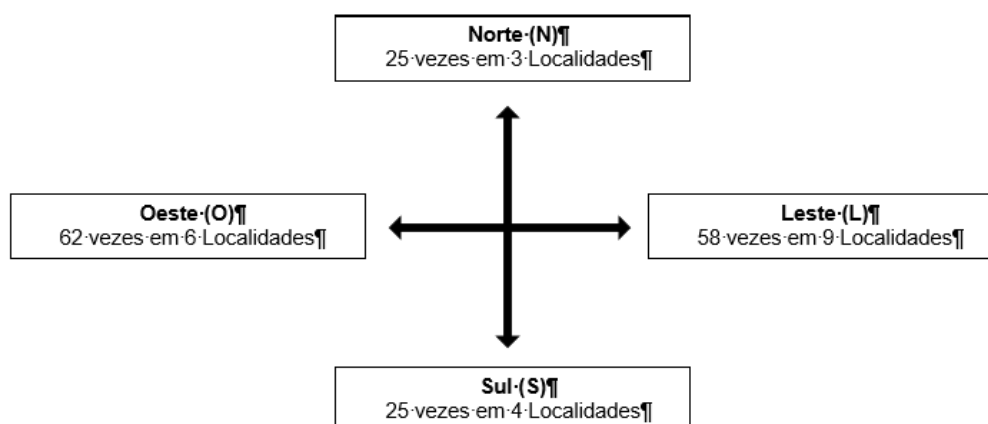 Norte·(N)¶
25·vezes·em·3·Localidades¶
Oeste·(O)¶
62·vezes·em·6·Localidades¶
Leste·(L)¶
58·vezes·em·9·Localidades¶
Sul·(S)¶
25·vezes·em·4·Localidades¶